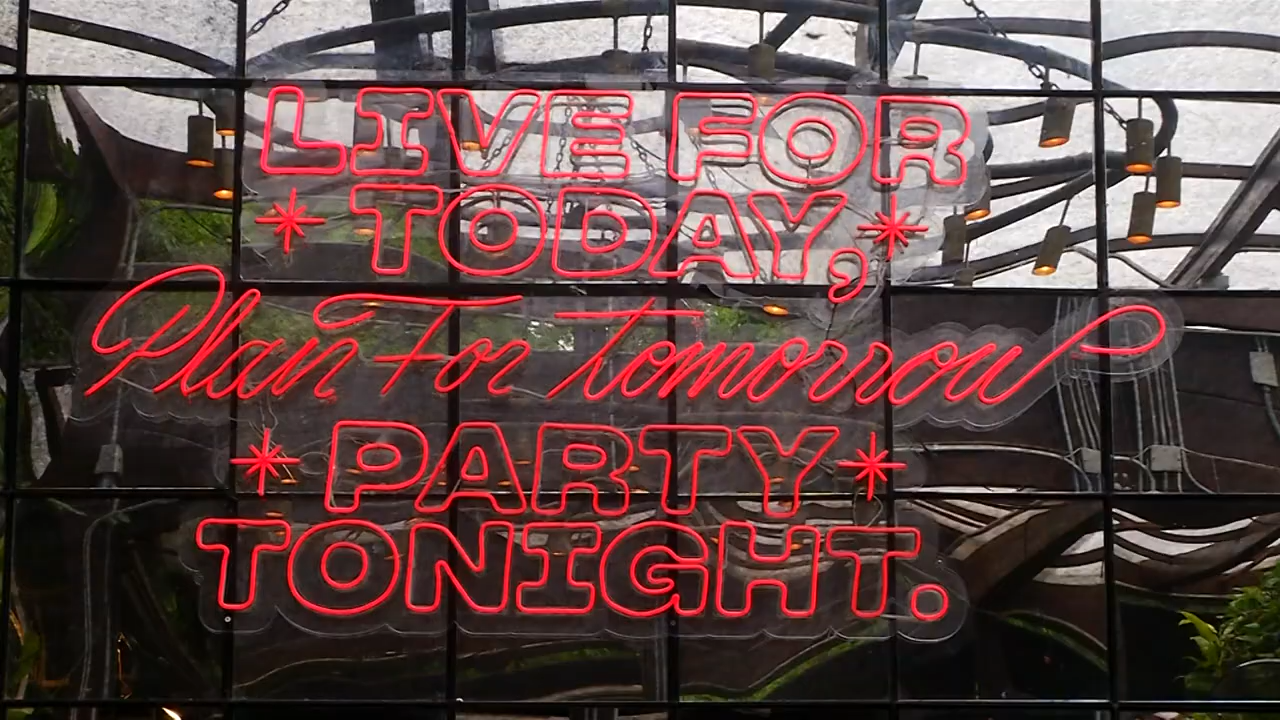 LIVE FOR
TODAY,
Plan For Tomorrow
PARTY
TONIGHT.